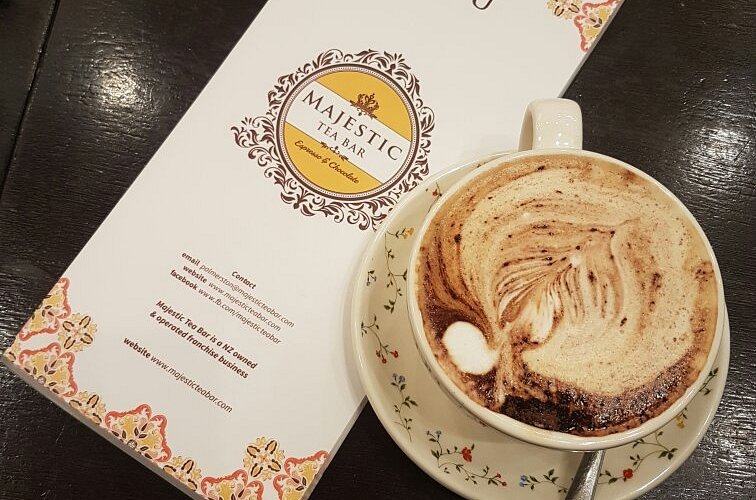 MAJESTIC
TEA BAR
Espresso & Chocolate
Contact
email palmerston@majesticteabar.com
website www.majesticteabar.com
facebook www.fb.com/majesticteabar
Majestic Tea Bar is a NZ owned
& operated franchise business
website www.majesticteabar.com